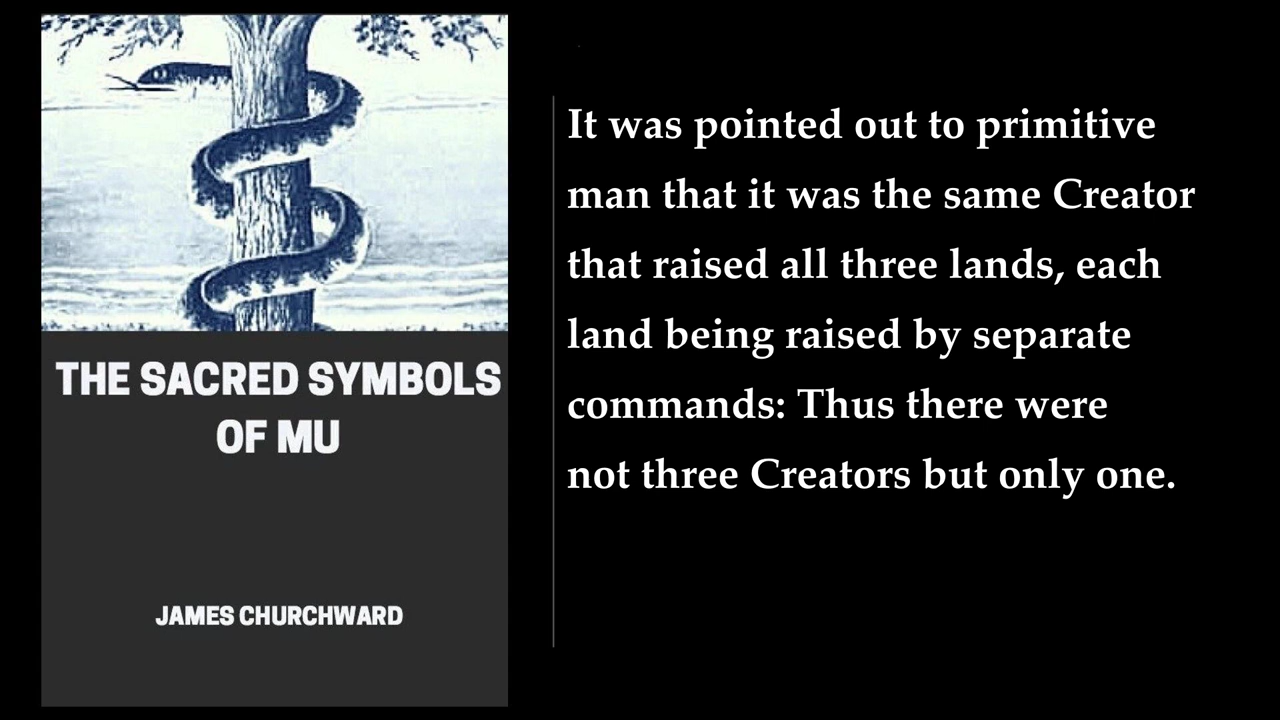 THE SACRED SYMBOLS
OF MU
JAMES CHURCHWARD
It was pointed out to primitive
man that it was the same Creator
that raised all three lands, each
land being raised by separate
commands: Thus there were
not three Creators but only one.